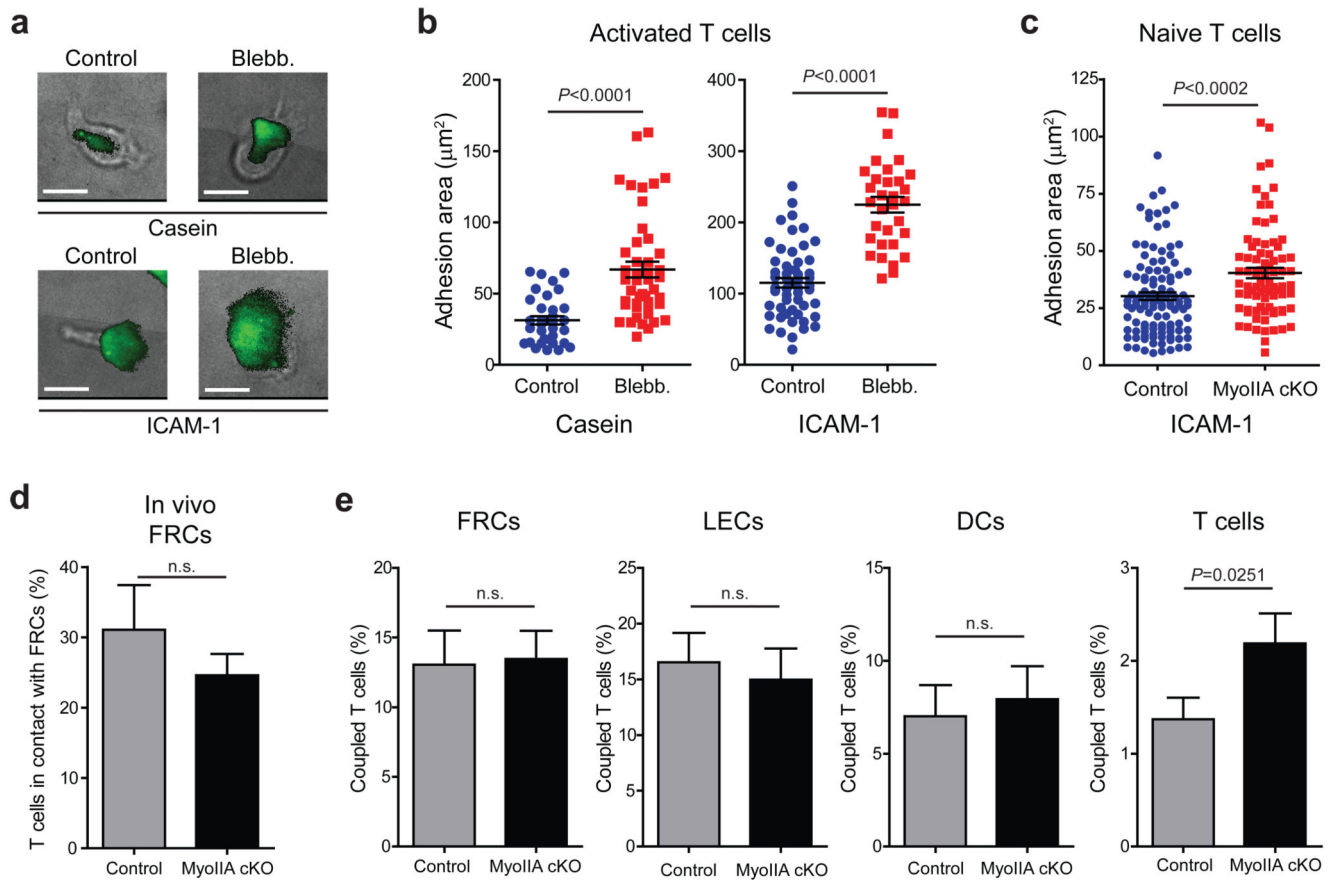 a
Control
Blebb.
Casein
Control
Blebb.
ICAM-1
b
Activated T cells
Adhesion area (μm²)
200
150
100
50
0
P<0.0001
Control
Blebb.
Casein
400
300
200
100
0
P<0.0001
Control
Blebb.
ICAM-1
c
Naive T cells
Adhesion area (μm²)
125
100
75
50
25
0
P<0.0002
Control
MyoIIA cKO
ICAM-1
d
In vivo
FRCs
T cells in contact with FRCs (%)
40
30
20
10
0
n.s.
Control
MyoIIA cKO
e
FRCs
Coupled T cells (%)
20
15
10
5
0
n.s.
Control
MyoIIA cKO
LECs
Coupled T cells (%)
25
20
15
10
5
0
n.s.
Control
MyoIIA cKO
DCs
Coupled T cells (%)
15
10
5
0
n.s.
Control
MyoIIA cKO
T cells
Coupled T cells (%)
3
2
1
0
P=0.0251
Control
MyoIIA cKO